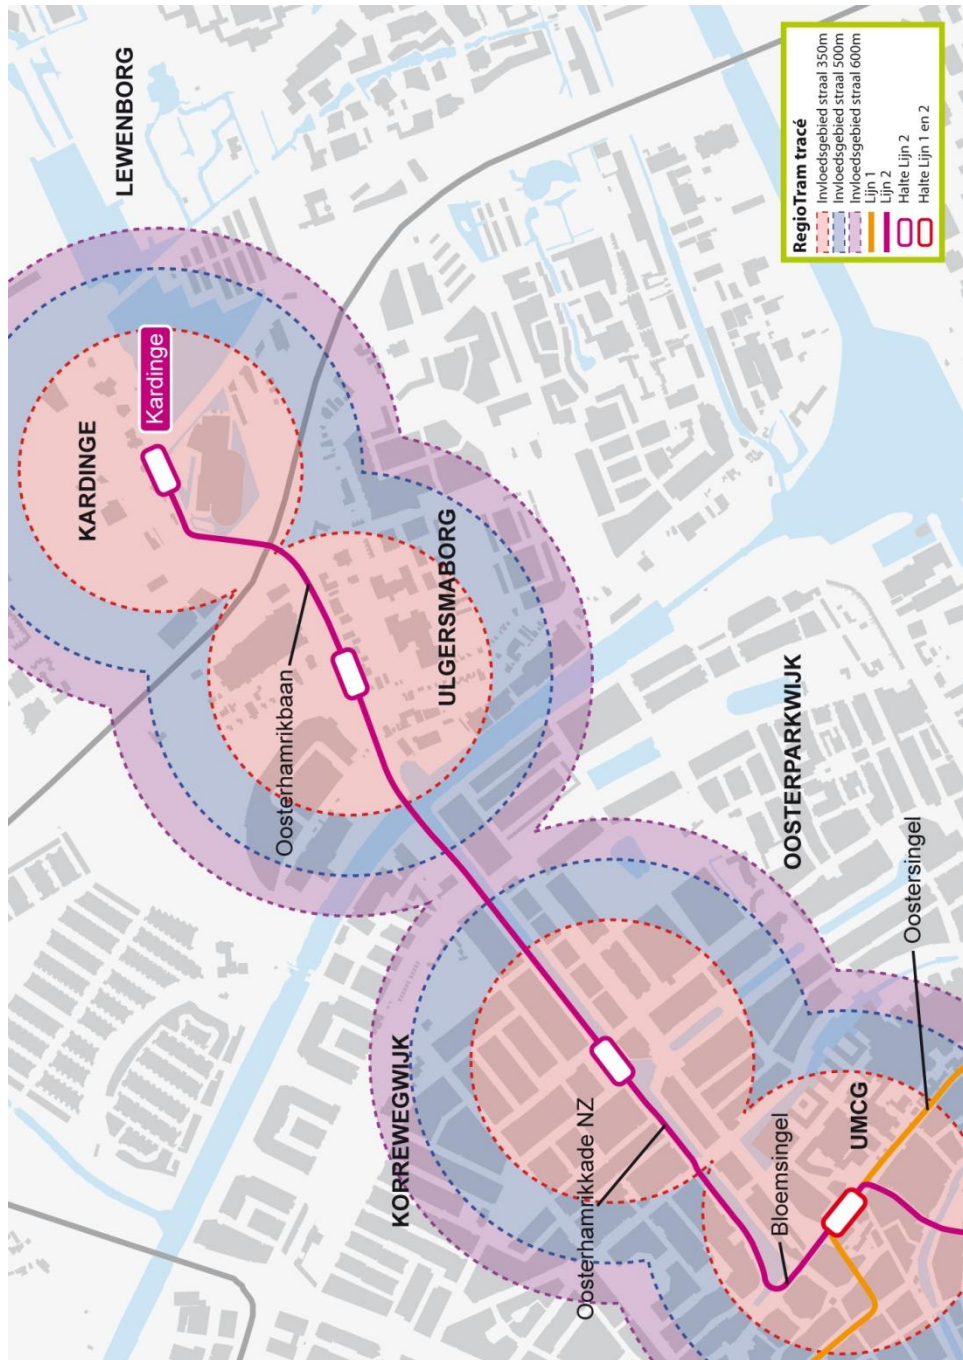 LEWENBORG
KARDINGE
Kardinge
Oosterhamrikbaan
ULGERSMABORG
KORREWEGWIJK
OOSTERPARKWIJK
Oosterhamrikkade NZ
Bloemsingel
UMCG
Oostersingel
RegioTram tracé
Invloedsgebied straal 350m
Invloedsgebied straal 500m
Invloedsgebied straal 600m
Lijn 1
Lijn 2
Halte Lijn 2
Halte Lijn 1 en 2